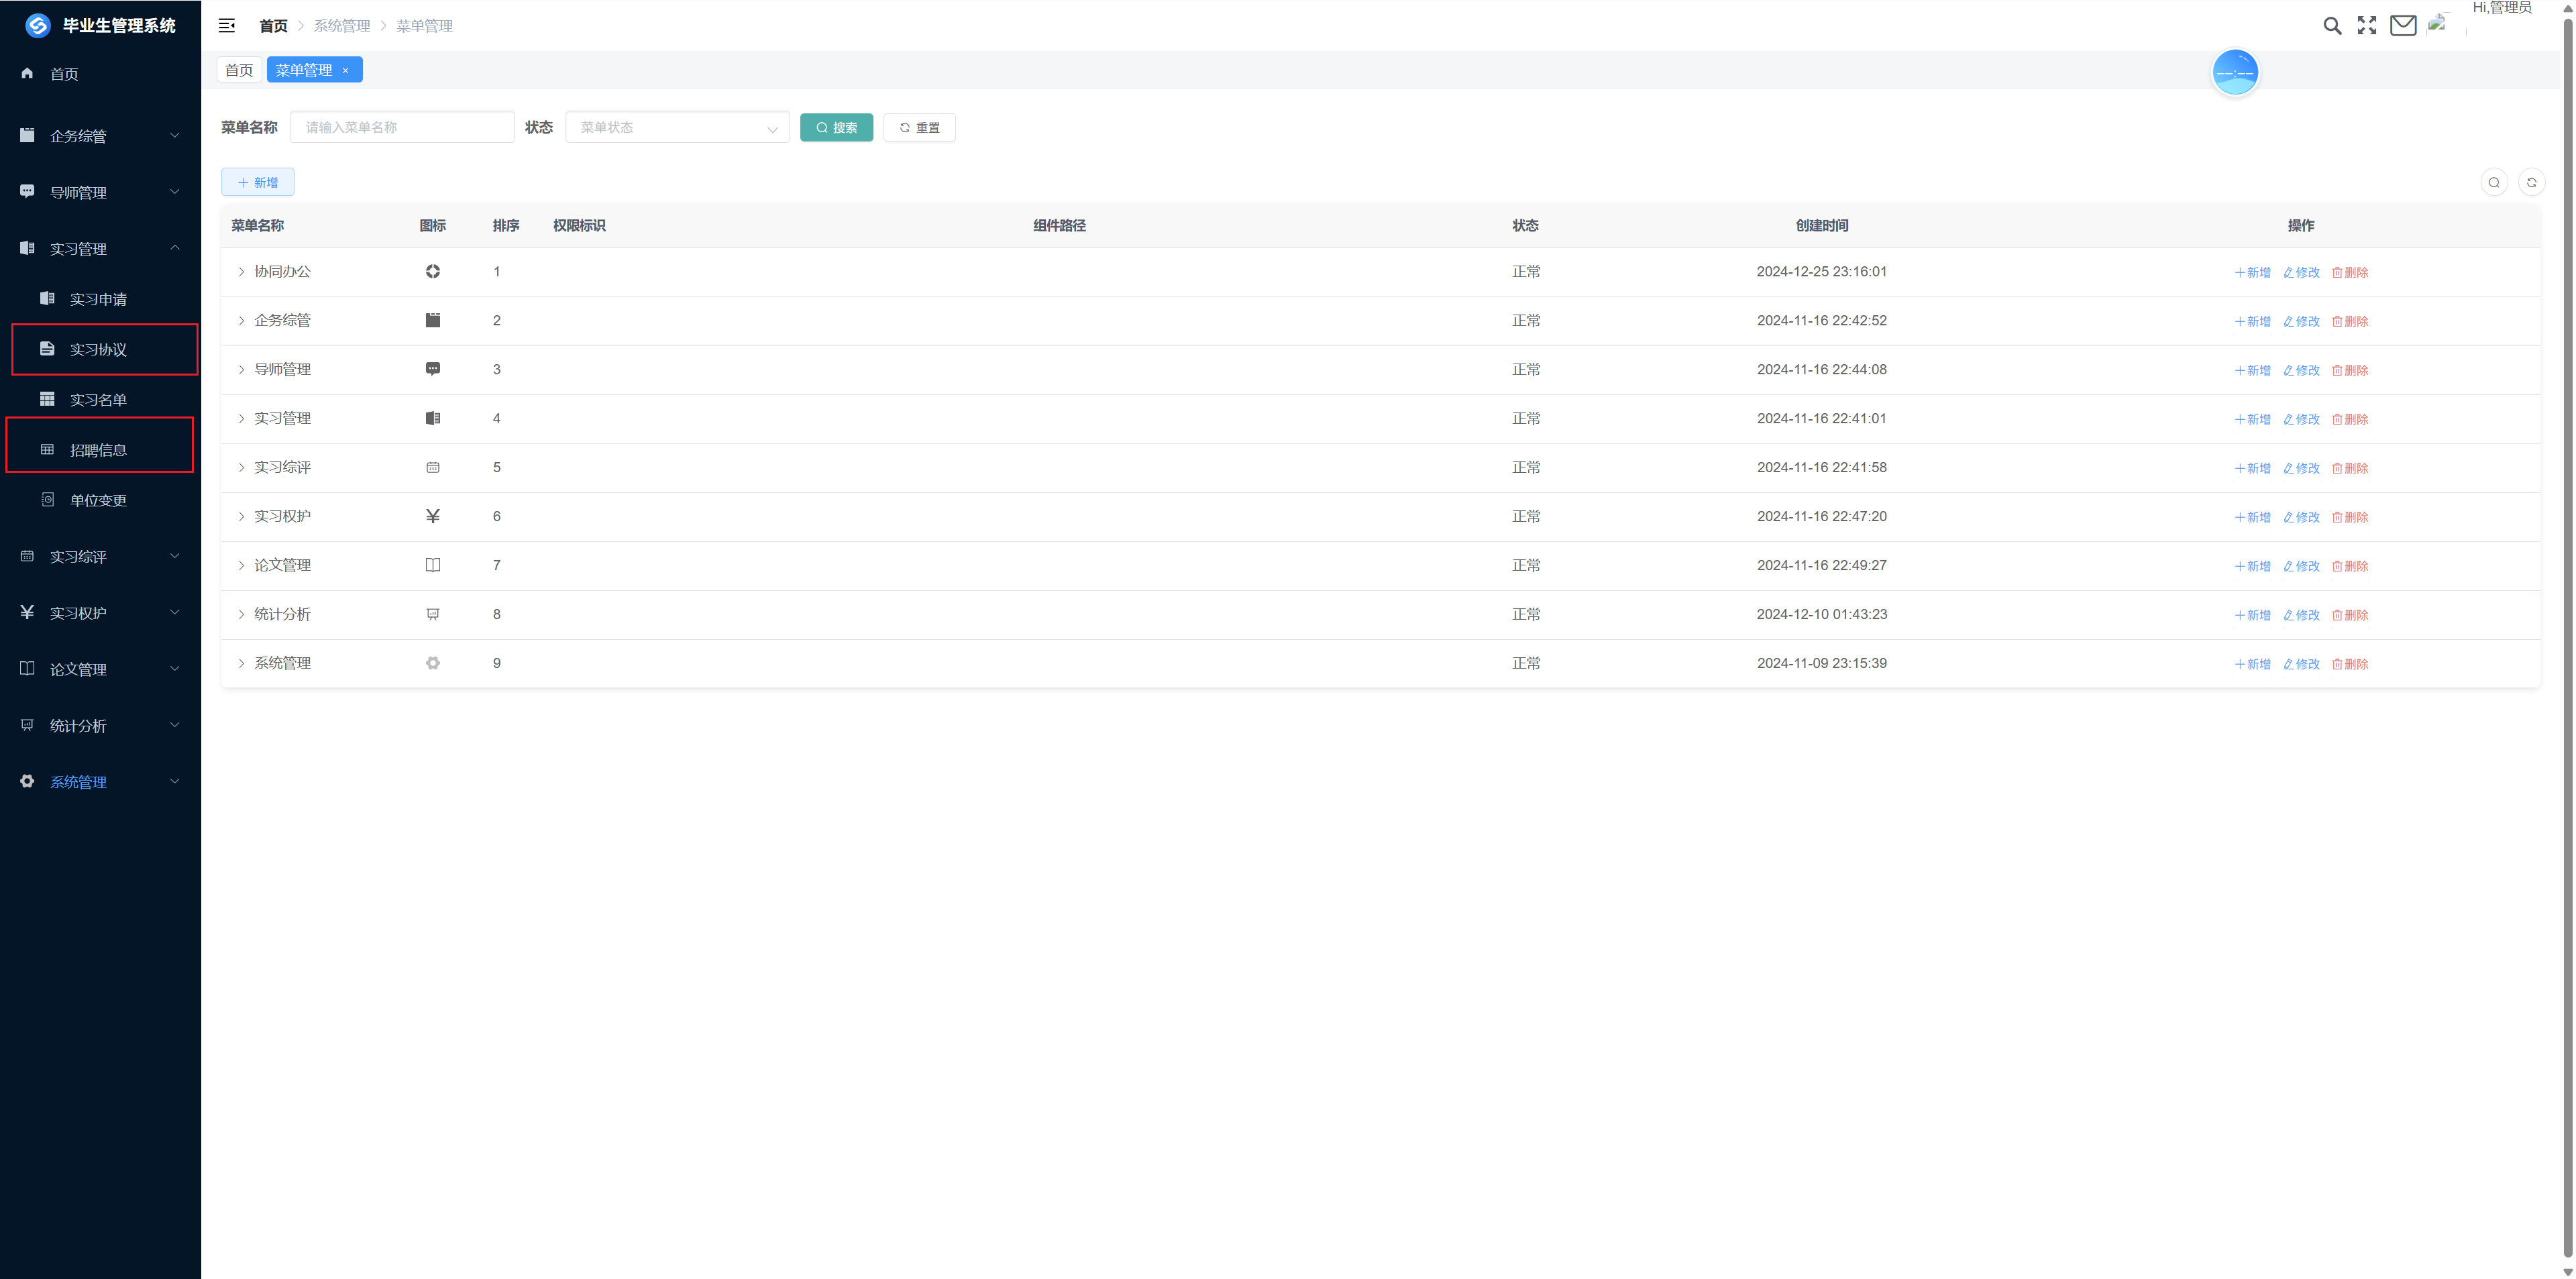 毕业生管理系统
首页
企务综管
导师管理
实习管理
实习申请
实习协议
实习名单
招聘信息
单位变更
实习综评
实习权护
论文管理
统计分析
系统管理
首页 系统管理 菜单管理
Hi,管理员
首页 菜单管理 ×
菜单名称 请输入菜单名称 状态 菜单状态 搜索 重置
新增
菜单名称 图标 排序 权限标识 组件路径 状态 创建时间 操作
协同办公 1 正常 2024-12-25 23:16:01 新增 修改 删除
企务综管 2 正常 2024-11-16 22:42:52 新增 修改 删除
导师管理 3 正常 2024-11-16 22:44:08 新增 修改 删除
实习管理 4 正常 2024-11-16 22:41:01 新增 修改 删除
实习综评 5 正常 2024-11-16 22:41:58 新增 修改 删除
实习权护 6 正常 2024-11-16 22:47:20 新增 修改 删除
论文管理 7 正常 2024-11-16 22:49:27 新增 修改 删除
统计分析 8 正常 2024-12-10 01:43:23 新增 修改 删除
系统管理 9 正常 2024-11-09 23:15:39 新增 修改 删除